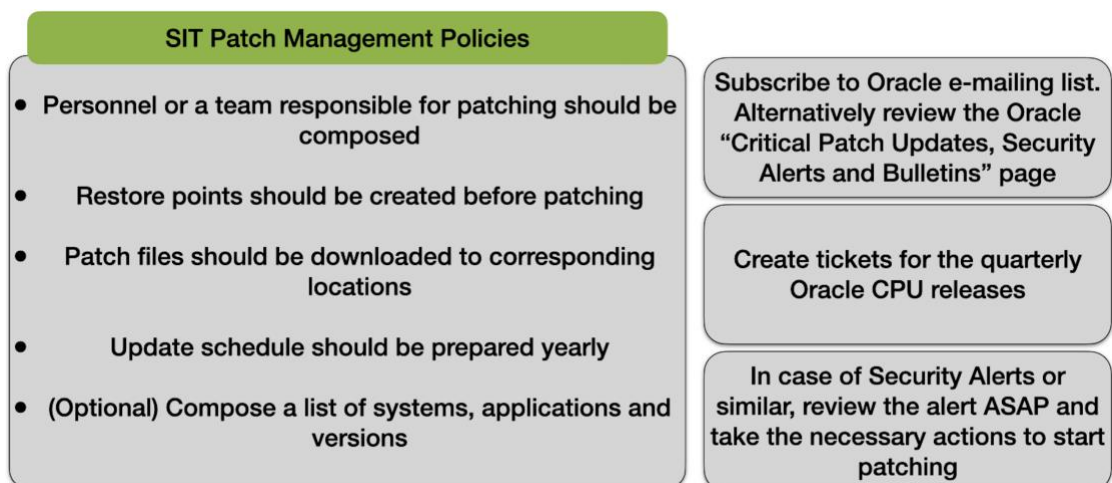 SIT Patch Management Policies
• Personnel or a team responsible for patching should be
composed
• Restore points should be created before patching
• Patch files should be downloaded to corresponding
locations
• Update schedule should be prepared yearly
• (Optional) Compose a list of systems, applications and
versions
Subscribe to Oracle e-mailing list.
Alternatively review the Oracle
“Critical Patch Updates, Security
Alerts and Bulletins” page
Create tickets for the quarterly
Oracle CPU releases
In case of Security Alerts or
similar, review the alert ASAP and
take the necessary actions to start
patching